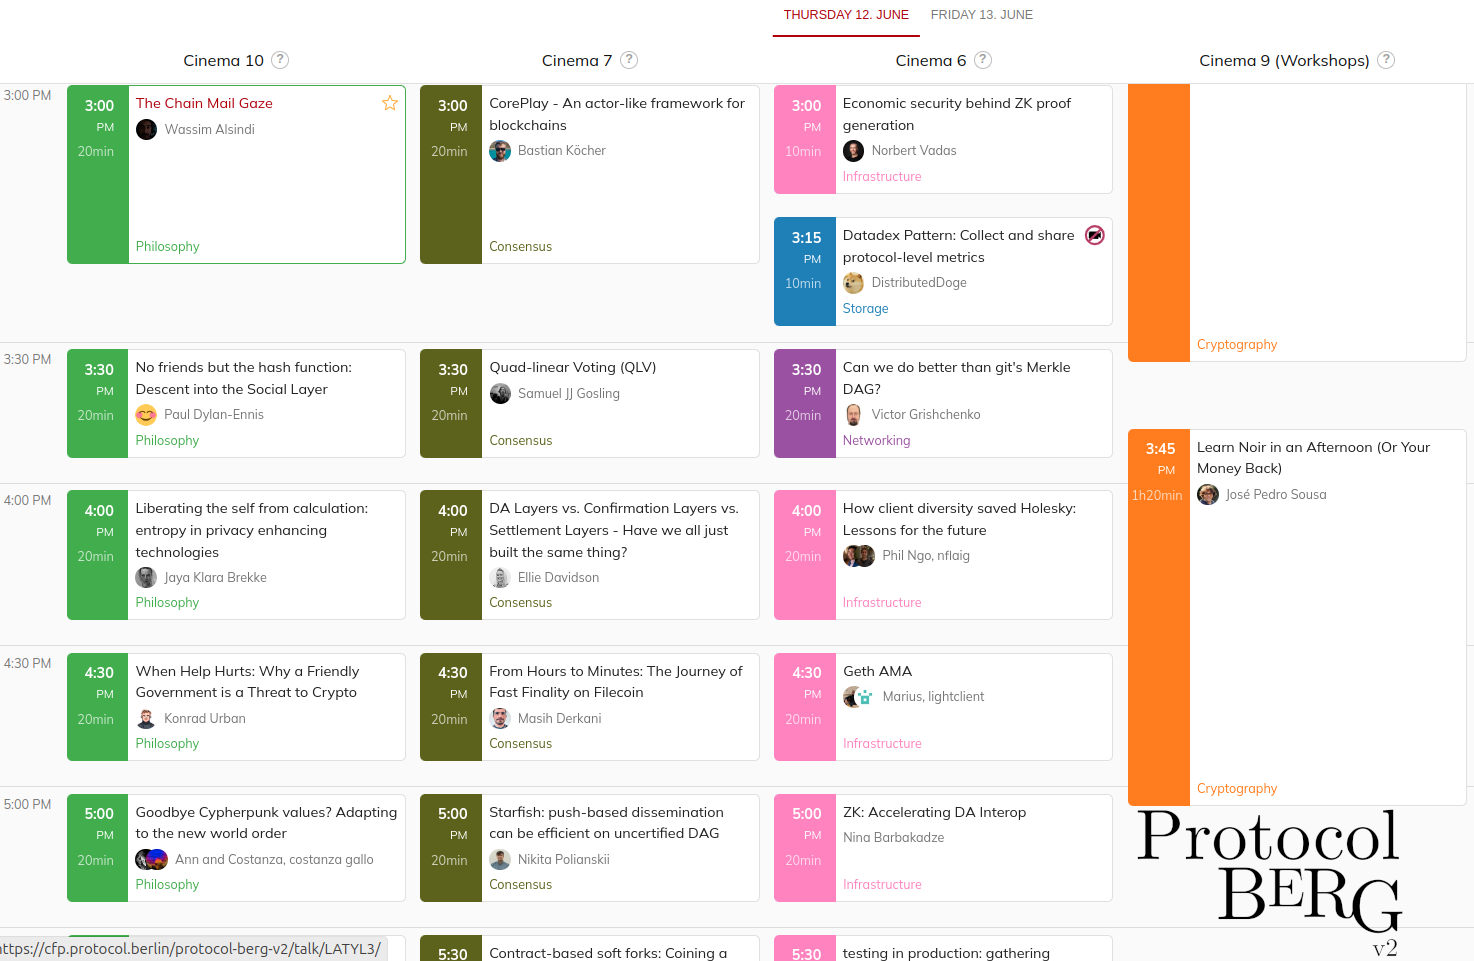 THURSDAY 12. JUNE
FRIDAY 13. JUNE
Cinema 10 ?
Cinema 7 ?
Cinema 6 ?
Cinema 9 (Workshops) ?
3:00 PM
3:00
PM
20min
The Chain Mail Gaze
Wassim Alsindi
Philosophy
3:00
PM
20min
CorePlay - An actor-like framework for
blockchains
Bastian Köcher
Consensus
3:00
PM
10min
Economic security behind ZK proof
generation
Norbert Vadas
Infrastructure
3:15
PM
10min
Datadex Pattern: Collect and share
protocol-level metrics
DistributedDoge
Storage
Cryptography
3:30 PM
3:30
PM
20min
No friends but the hash function:
Descent into the Social Layer
Paul Dylan-Ennis
Philosophy
3:30
PM
20min
Quad-linear Voting (QLV)
Samuel JJ Gosling
Consensus
3:30
PM
20min
Can we do better than git's Merkle
DAG?
Victor Grishchenko
Networking
3:45
PM
1h20min
Learn Noir in an Afternoon (Or Your
Money Back)
José Pedro Sousa
Cryptography
4:00 PM
4:00
PM
20min
Liberating the self from calculation:
entropy in privacy enhancing
technologies
Jaya Klara Brekke
Philosophy
4:00
PM
20min
DA Layers vs. Confirmation Layers vs.
Settlement Layers - Have we all just
built the same thing?
Ellie Davidson
Consensus
4:00
PM
20min
How client diversity saved Holesky:
Lessons for the future
Phil Ngo, nflaig
Infrastructure
4:30 PM
4:30
PM
20min
When Help Hurts: Why a Friendly
Government is a Threat to Crypto
Konrad Urban
Philosophy
4:30
PM
20min
From Hours to Minutes: The Journey of
Fast Finality on Filecoin
Masih Derkani
Consensus
4:30
PM
20min
Geth AMA
Marius, lightclient
Infrastructure
5:00 PM
5:00
PM
20min
Goodbye Cypherpunk values? Adapting
to the new world order
Ann and Costanza, costanza gallo
Philosophy
5:00
PM
20min
Starfish: push-based dissemination
can be efficient on uncertified DAG
Nikita Polianskii
Consensus
5:00
PM
20min
ZK: Accelerating DA Interop
Nina Barbakadze
Infrastructure
Protocol
BERG
v2
ttps://cfp.protocol.berlin/protocol-berg-v2/talk/LATYL3/
5:30
Contract-based soft forks: Coining a
5:30
testing in production: gathering